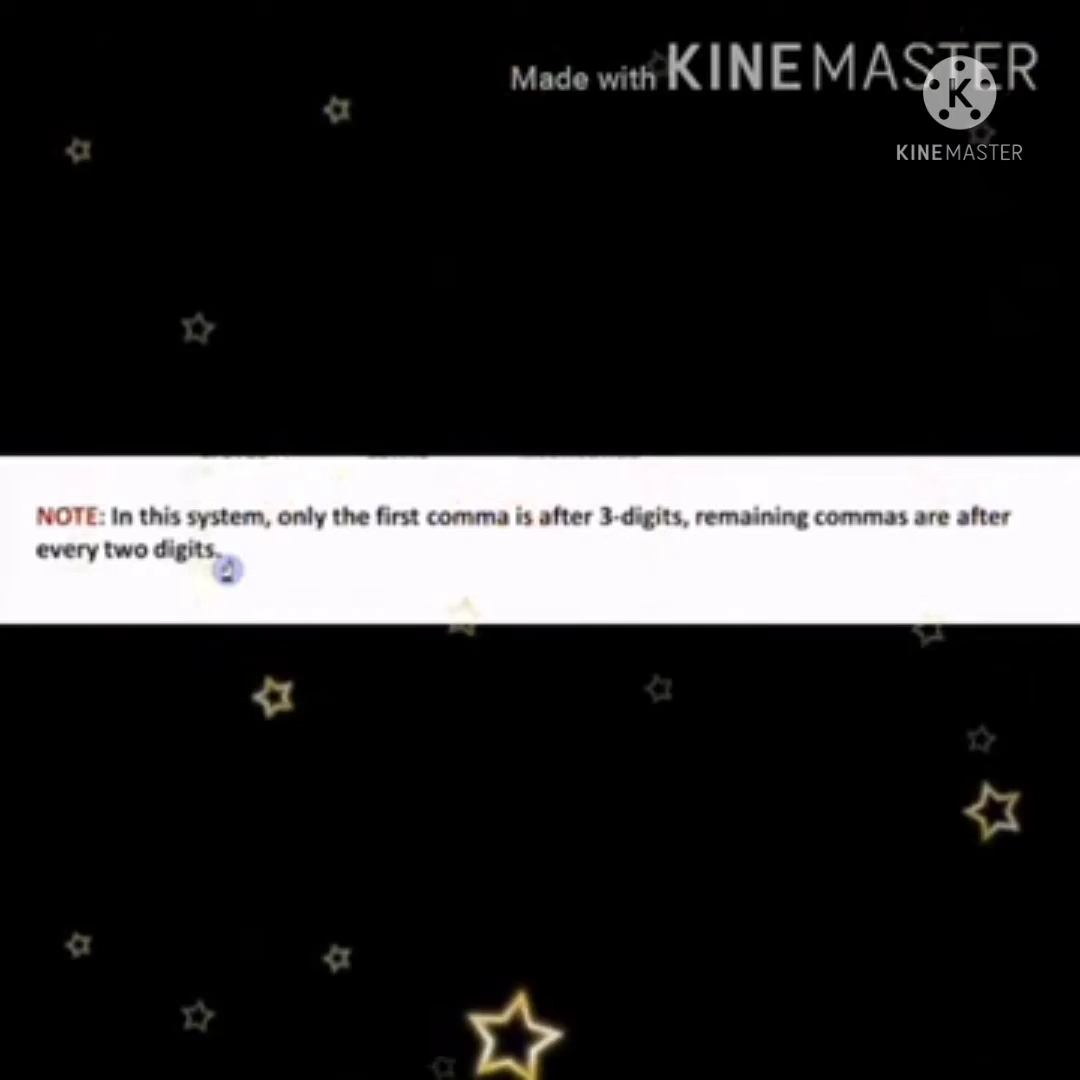 Made with KINEMASTER
K
KINEMASTER
NOTE: In this system, only the first comma is after 3-digits, remaining commas are after
every two digits.